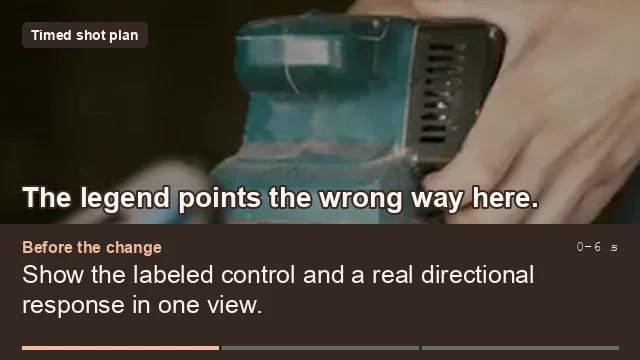 Timed shot plan
The legend points the wrong way here.
Before the change
0–6 s
Show the labeled control and a real directional
response in one view.